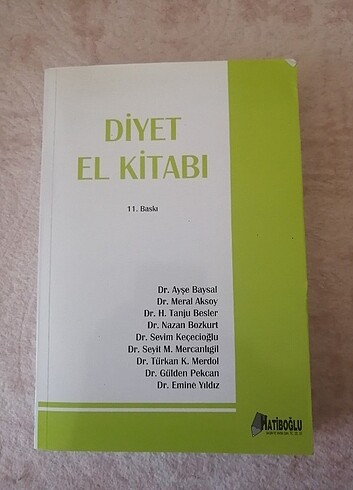 DİYET
EL KİTABI
11. Baskı
Dr. Ayşe Baysal
Dr. Meral Aksoy
Dr. H. Tanju Besler
Dr. Nazan Bozkurt
Dr. Sevim Keçecioğlu
Dr. Seyit M. Mercanlıgil
Dr. Türkan K. Merdol
Dr. Gülden Pekcan
Dr. Emine Yıldız
HATİBOĞLU